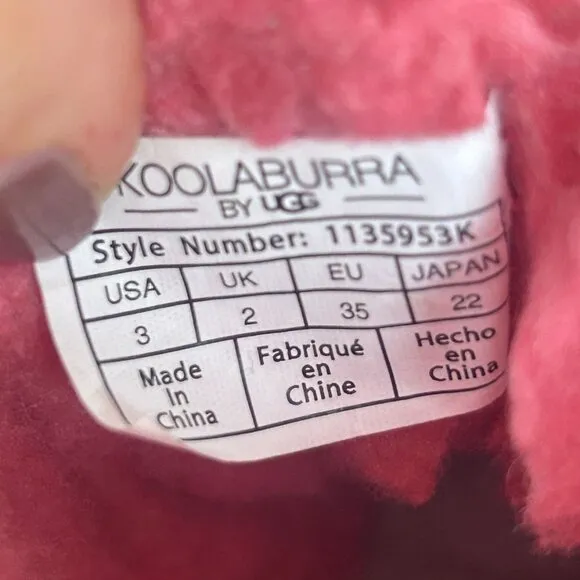 KOOLABURRA
BY UGG
Style Number: 1135953K
USA UK EU JAPAN
3 2 35 22
Made In China
Fabriqué en Chine
Hecho en China